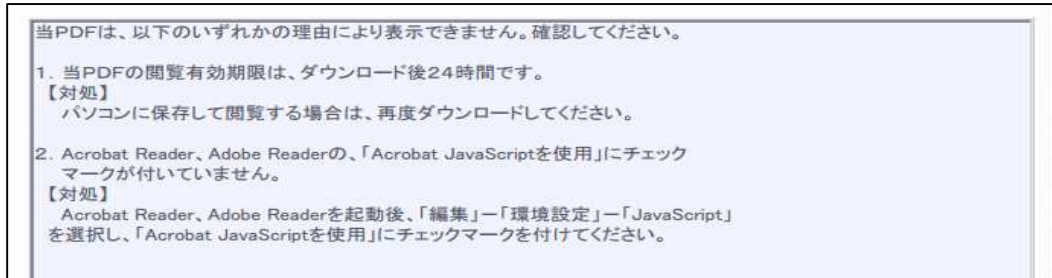 当PDFは、以下のいずれかの理由により表示できません。確認してください。
1. 当PDFの閲覧有効期限は、ダウンロード後24時間です。
【対処】
パソコンに保存して閲覧する場合は、再度ダウンロードしてください。
2. Acrobat Reader、Adobe Readerの、「Acrobat JavaScriptを使用」にチェック
マークが付いていません。
【対処】
Acrobat Reader、Adobe Readerを起動後、「編集」ー「環境設定」ー「JavaScript」
を選択し、「Acrobat JavaScriptを使用」にチェックマークを付けてください。